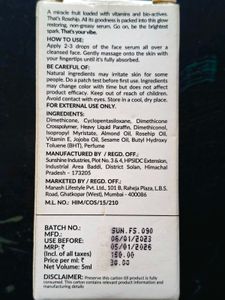 A miracle fruit loaded with vitamins and bio-actives.
That's Rosehip. All its goodness is packed into this glow
restoring, non-greasy serum. Go on, be the brightest
spark. That's your vibe.
HOW TO USE:
Apply 2-3 drops of the face serum all over a
cleansed face. Gently massage onto the skin with
your fingertips until it's fully absorbed.
BE CAREFUL OF:
Natural ingredients may irritate skin for some
people. Do a patch test before first use. Ingredients
may change color with time but does not affect
product efficacy. Keep out of reach of children.
Avoid contact with eyes. Store in a cool, dry place.
FOR EXTERNAL USE ONLY.
INGREDIENTS:
Dimethicone, Cyclopentasiloxane, Dimethicone
Crosspolymer, Heavy Liquid Paraffin, Dimethiconol,
Isopropyl Myristate, Almond Oil, Rosehip Oil,
Vitamin E, Jojoba Oil, Sesame Oil, Butyl Hydroxy
Toluene (BHT), Perfume
MANUFACTURED BY / REGD. OFF.:
Sunshine Industries, Plot No. 3 & 4, HPSIDC Extension,
Industrial Area Baddi, District Solan, Himachal
Pradesh - 173205
MARKETED BY / REGD. OFF.:
Manash Lifestyle Pvt. Ltd., 101 B, Raheja Plaza, L.B.S.
Road, Ghatkopar (West), Mumbai - 400086
M.L. NO.: HIM/COS/15/210
BATCH NO.: SUN.FS.090
MFD.: 06/01/2023
USE BEFORE: 05/01/2026
MRP: ₹ 150.00
(Incl. of all taxes)
Price per ml: ₹ 30.00
Net Volume: 5ml
DISCLAIMER: Please preserve this carton till product is fully
consumed. This carton contains relevant product information and
manufacturing details